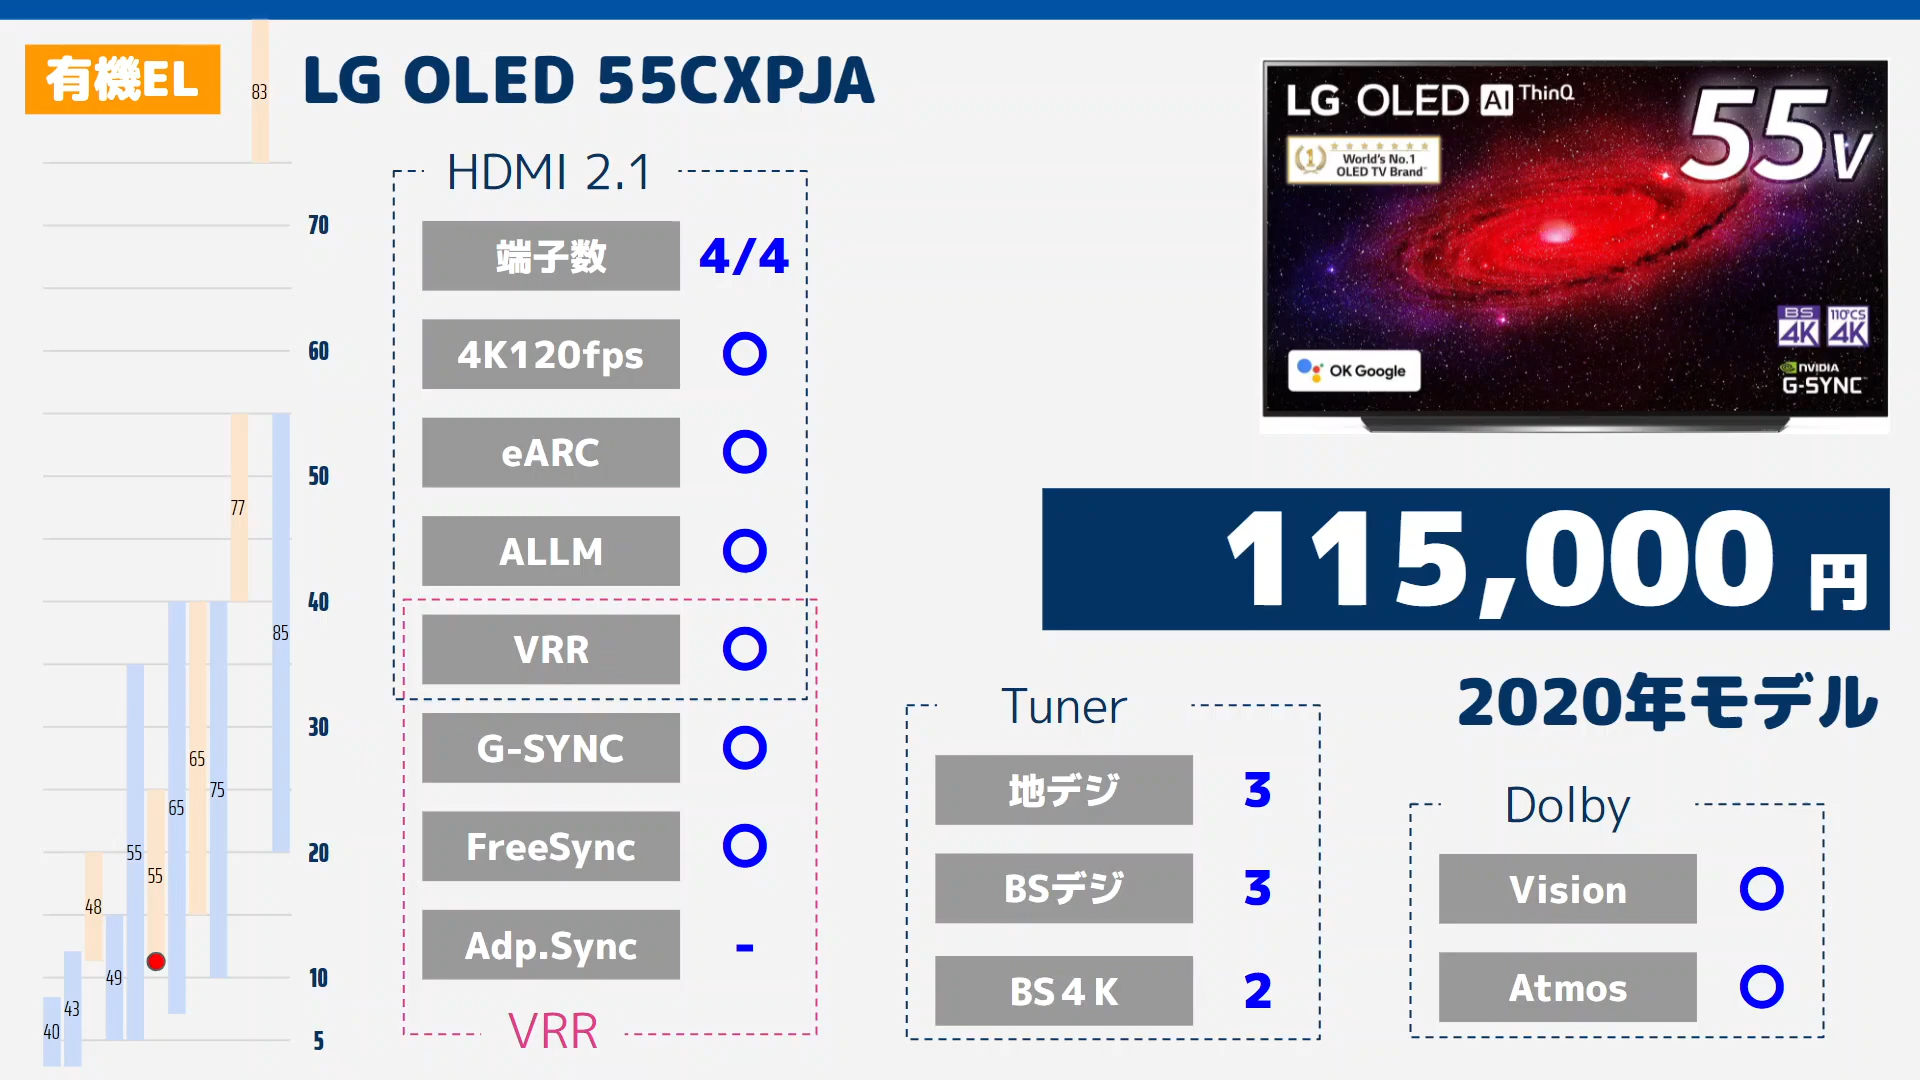 有機EL
LG OLED 55CXPJA
83
70
60
50
40
30
20
10
5
77
85
65
65
75
55
55
48
49
43
40
HDMI 2.1
端子数 4/4
4K120fps ○
eARC ○
ALLM ○
VRR ○
G-SYNC ○
FreeSync ○
Adp.Sync -
VRR
LG OLED AI ThinQ
55V
1
World's No.1
OLED TV Brand
BS 4K
110°CS 4K
OK Google
NVIDIA
G-SYNC
115,000 円
2020年モデル
Tuner
地デジ 3
BSデジ 3
BS４K 2
Dolby
Vision ○
Atmos ○